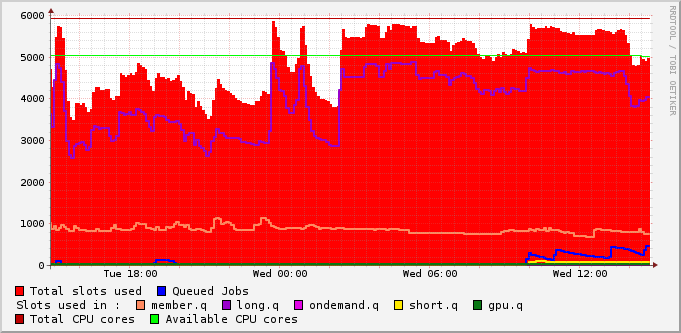 6000
5000
4000
3000
2000
1000
0
Tue 18:00 Wed 00:00 Wed 06:00 Wed 12:00
RRDTOOL / TOBI OETIKER
Total slots used Queued Jobs
Slots used in : member.q long.q ondemand.q short.q gpu.q
Total CPU cores Available CPU cores